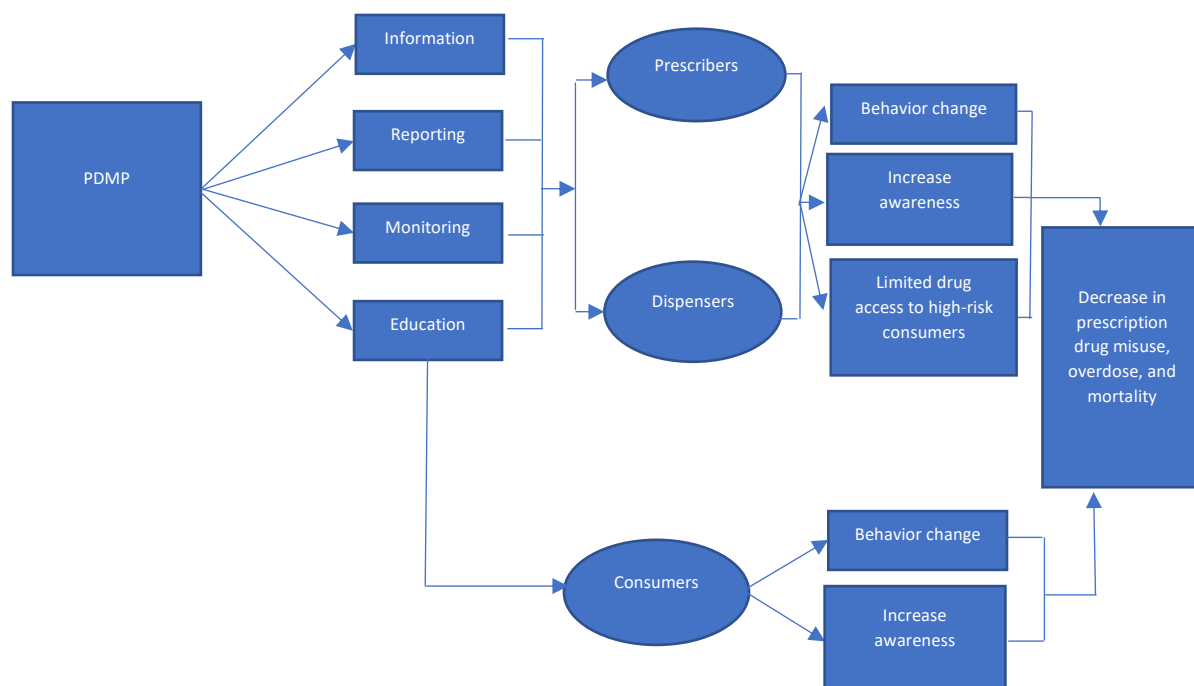 PDMP
Information
Reporting
Monitoring
Education
Prescribers
Dispensers
Behavior change
Increase
awareness
Limited drug
access to high-risk
consumers
Decrease in
prescription
drug misuse,
overdose, and
mortality
Consumers
Behavior change
Increase
awareness